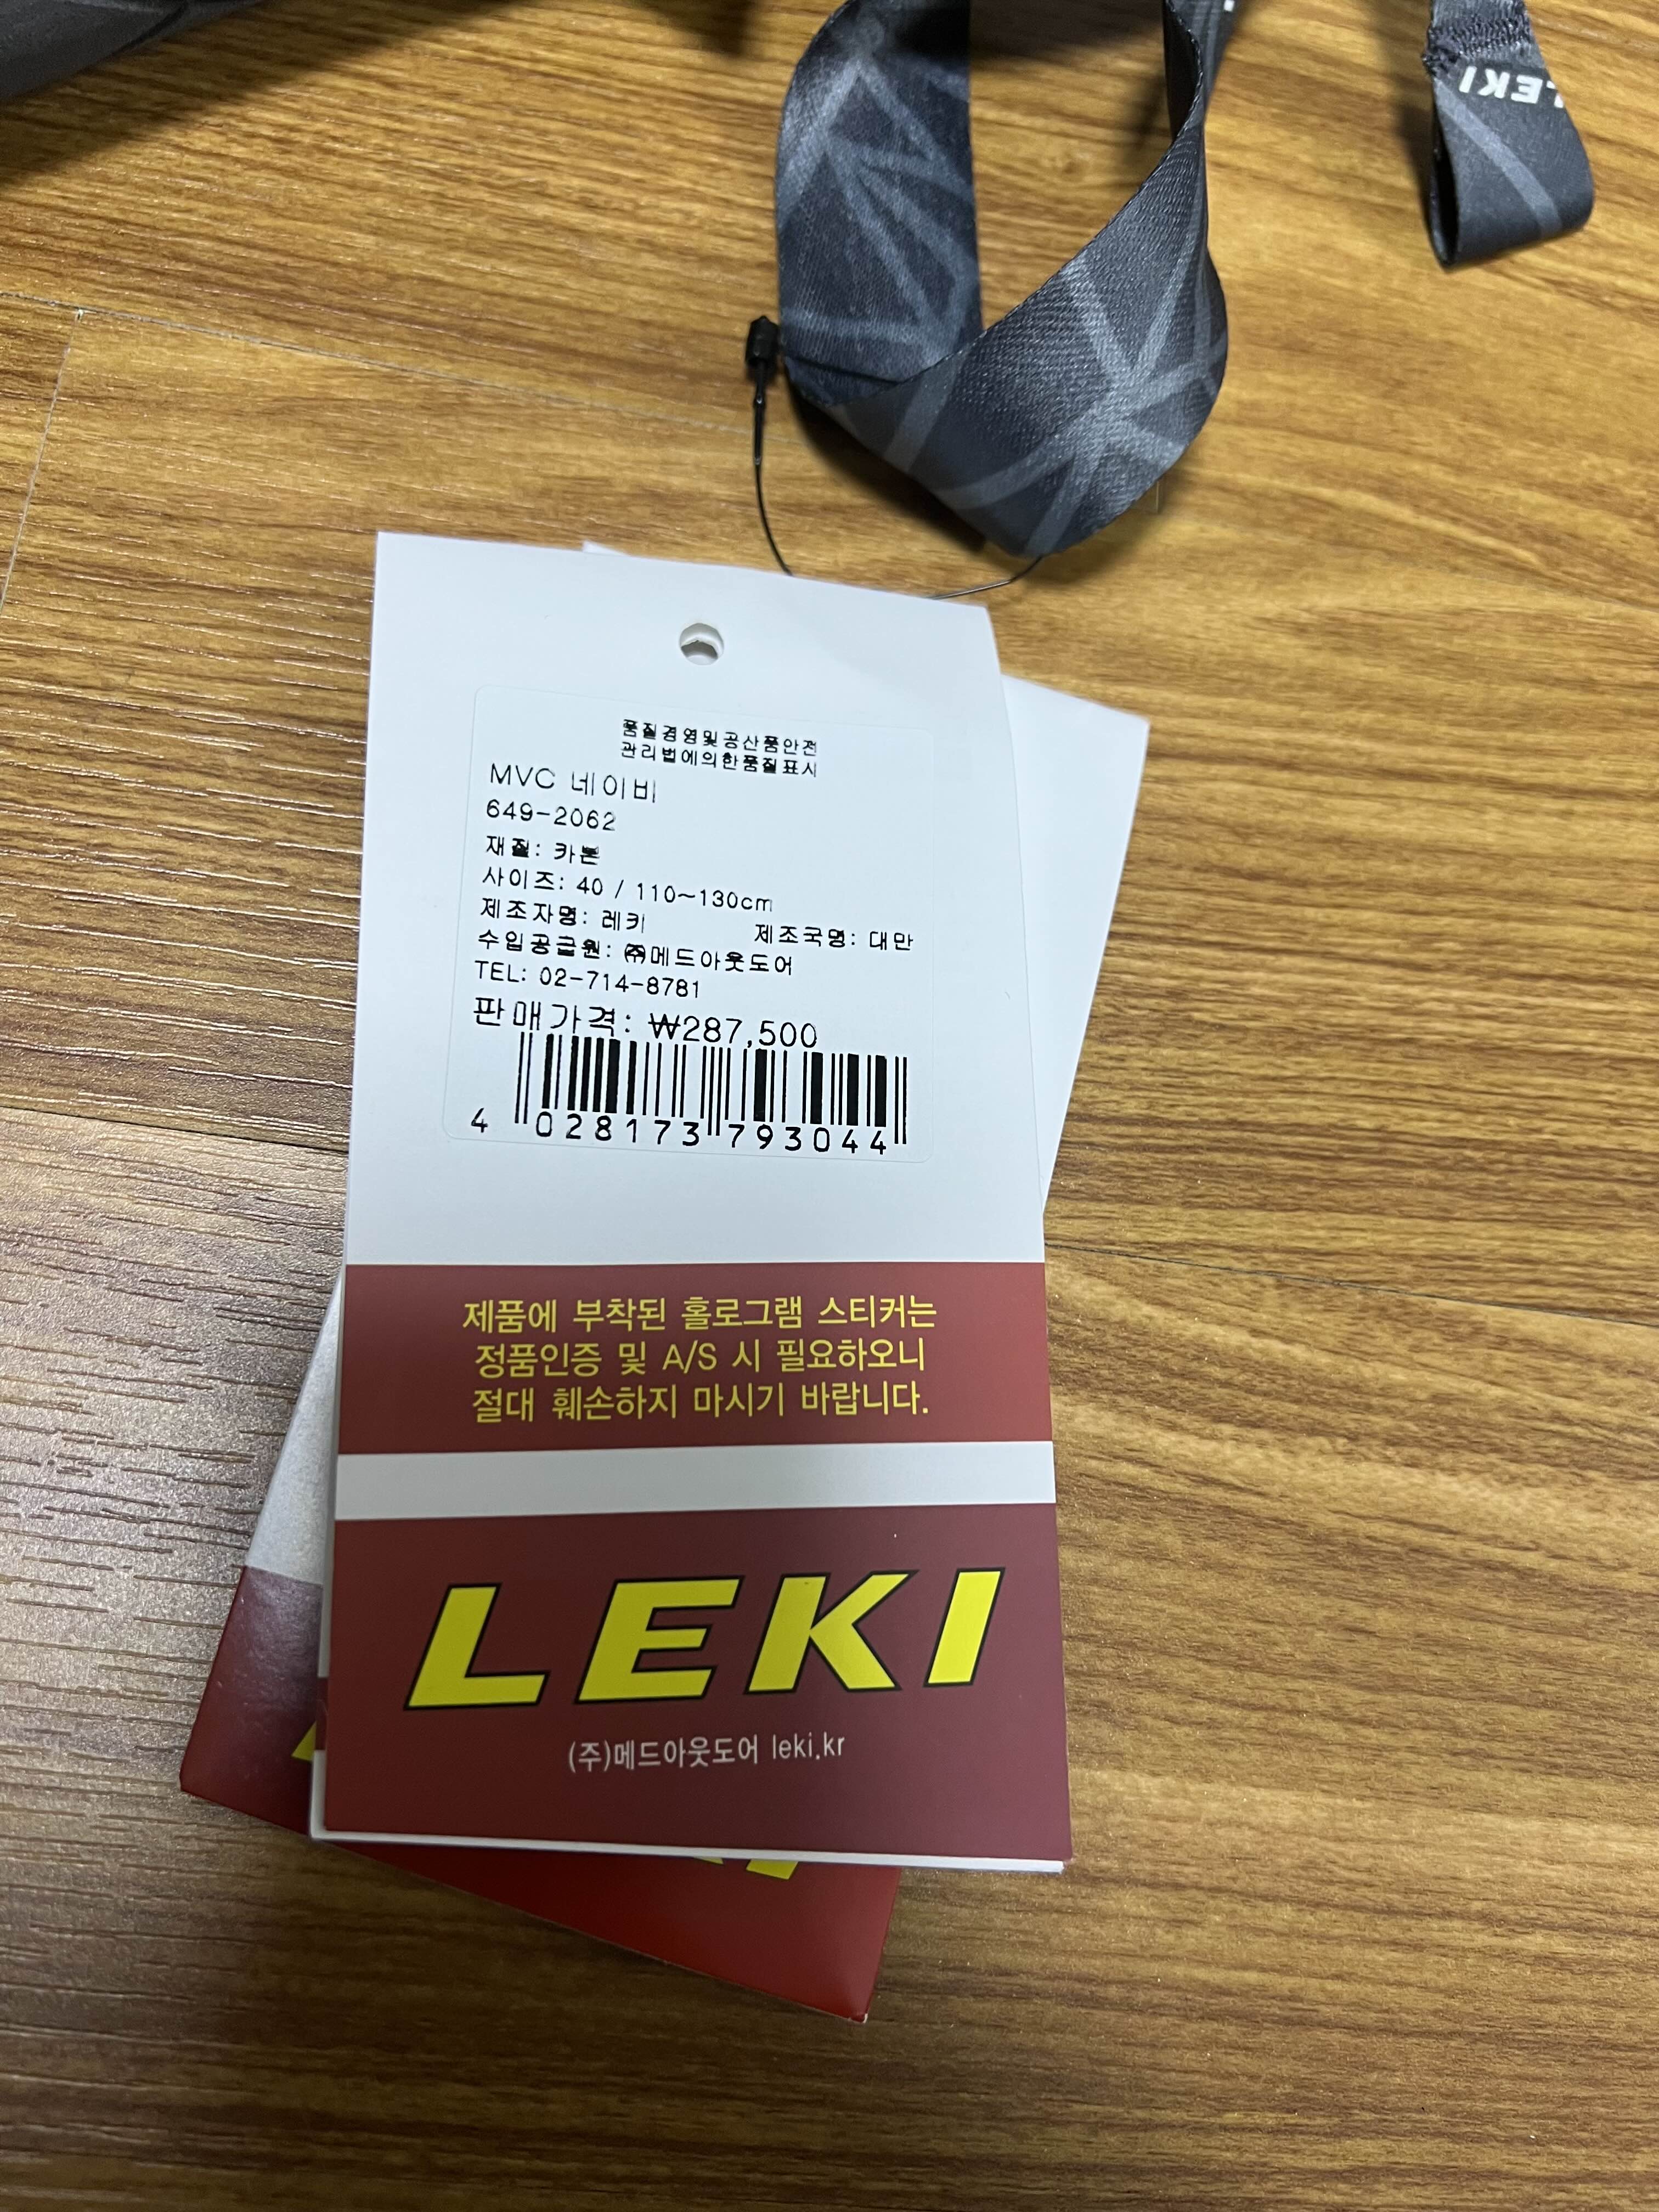 LEKI
품질경영및공산품안전
관리법에의한품질표시
MVC 네이비
649-2062
재질: 카본
사이즈: 40 / 110~130cm
제조자명: 레키 제조국명: 대만
수입공급원: ㈜메드아웃도어
TEL: 02-714-8781
판매가격: ₩287,500
4 028173 793044
제품에 부착된 홀로그램 스티커는
정품인증 및 A/S 시 필요하오니
절대 훼손하지 마시기 바랍니다.
LEKI
(주)메드아웃도어 leki.kr